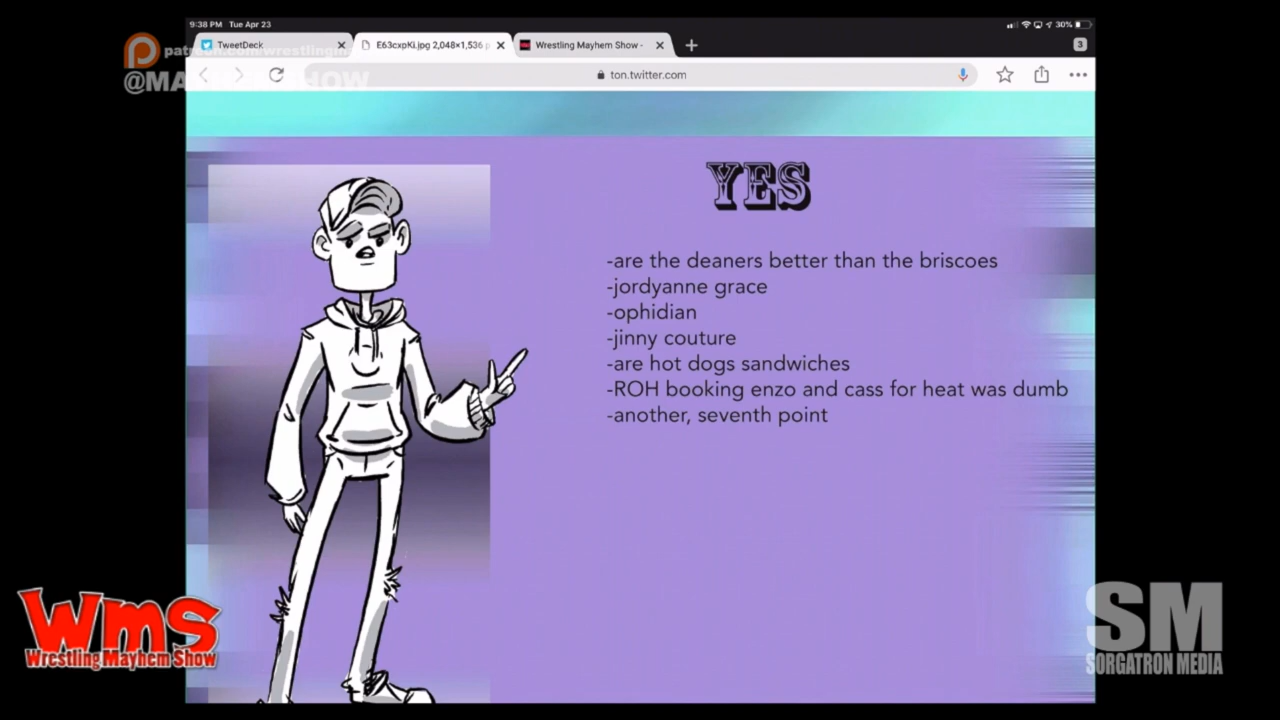 9:38 PM Tue Apr 23
30%
TweetDeck
E63cxpKi.jpg 2,048×1,536 p
Wrestling Mayhem Show -
3
@MA
HOW
ton.twitter.com
YES
-are the deaners better than the briscoes
-jordyanne grace
-ophidian
-jinny couture
-are hot dogs sandwiches
-ROH booking enzo and cass for heat was dumb
-another, seventh point
WMS
Wrestling Mayhem Show
SM
SORGATRON MEDIA